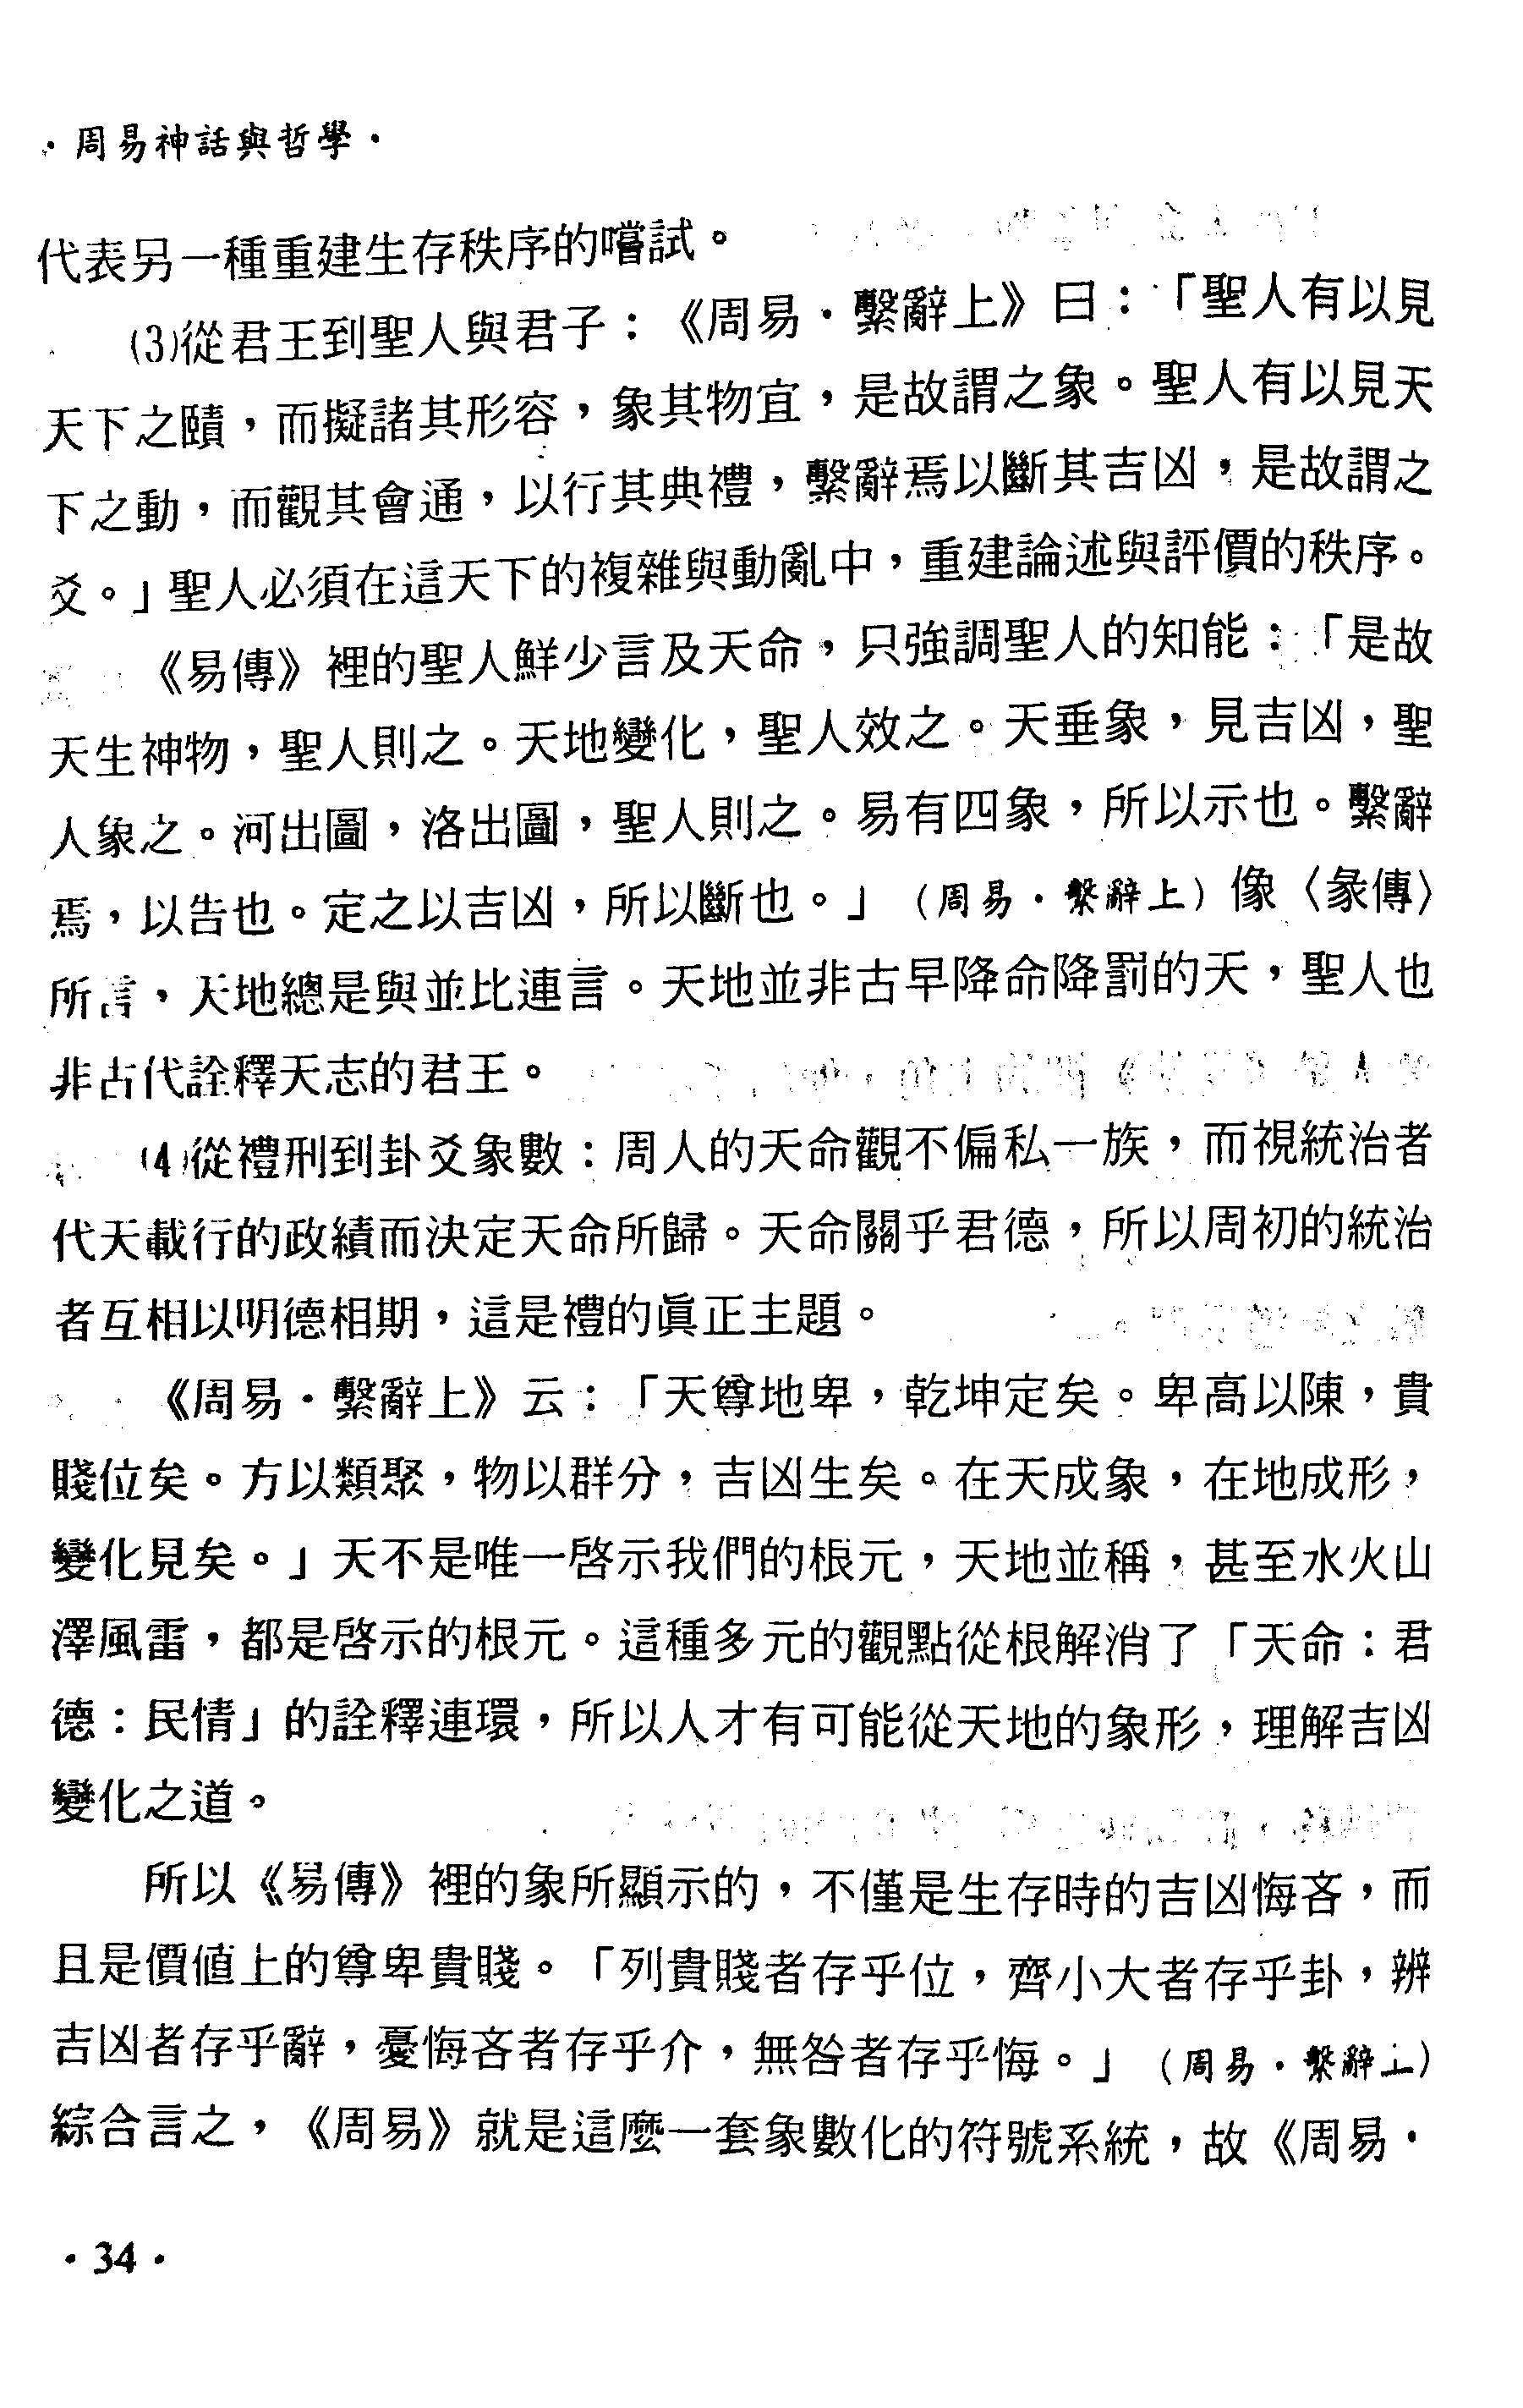 ·周易神話與哲學·
代表另一種重建生存秩序的嚐試。
(3)從君王到聖人與君子：《周易·繫辭上》曰：「聖人有以見
天下之賾，而擬諸其形容，象其物宜，是故謂之象。聖人有以見天
下之動，而觀其會通，以行其典禮，繫辭焉以斷其吉凶，是故謂之
爻。」聖人必須在這天下的複雜與動亂中，重建論述與評價的秩序。
《易傳》裡的聖人鮮少言及天命，只強調聖人的知能：「是故
天生神物，聖人則之。天地變化，聖人效之。天垂象，見吉凶，聖
人象之。河出圖，洛出圖，聖人則之。易有四象，所以示也。繫辭
焉，以告也。定之以吉凶，所以斷也。」（周易·繫辭上）像〈彖傳〉
所言，天地總是與並比連言。天地並非古早降命降罰的天，聖人也
非古代詮釋天志的君王。
(4)從禮刑到卦爻象數：周人的天命觀不偏私一族，而視統治者
代天載行的政績而決定天命所歸。天命關乎君德，所以周初的統治
者互相以明德相期，這是禮的眞正主題。
《周易·繫辭上》云：「天尊地卑，乾坤定矣。卑高以陳，貴
賤位矣。方以類聚，物以群分，吉凶生矣。在天成象，在地成形，
變化見矣。」天不是唯一啓示我們的根元，天地並稱，甚至水火山
澤風雷，都是啓示的根元。這種多元的觀點從根解消了「天命：君
德：民情」的詮釋連環，所以人才有可能從天地的象形，理解吉凶
變化之道。
所以《易傳》裡的象所顯示的，不僅是生存時的吉凶悔吝，而
且是價值上的尊卑貴賤。「列貴賤者存乎位，齊小大者存乎卦，辨
吉凶者存乎辭，憂悔吝者存乎介，無咎者存乎悔。」（周易·繫辭上）
綜合言之，《周易》就是這麼一套象數化的符號系統，故《周易·
·34·